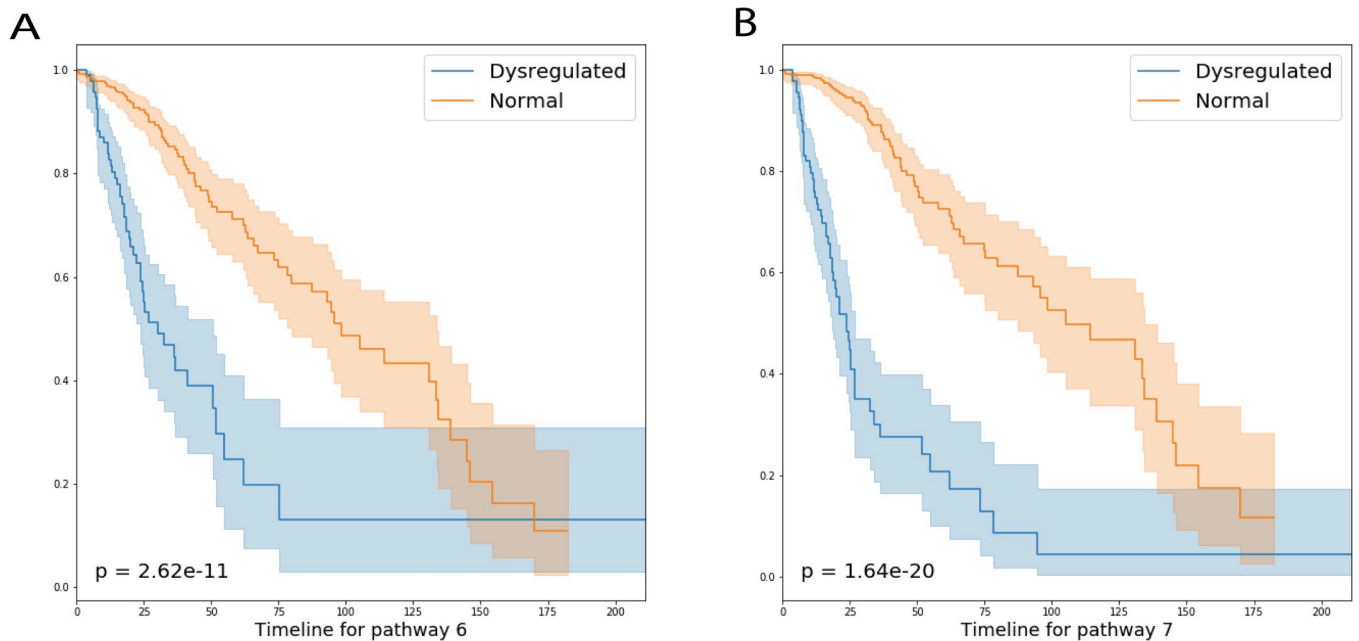 A
Dysregulated
Normal
1.0
0.8
0.6
0.4
0.2
0.0
p = 2.62e-11
0 25 50 75 100 125 150 175 200
Timeline for pathway 6
B
Dysregulated
Normal
1.0
0.8
0.6
0.4
0.2
0.0
p = 1.64e-20
0 25 50 75 100 125 150 175 200
Timeline for pathway 7